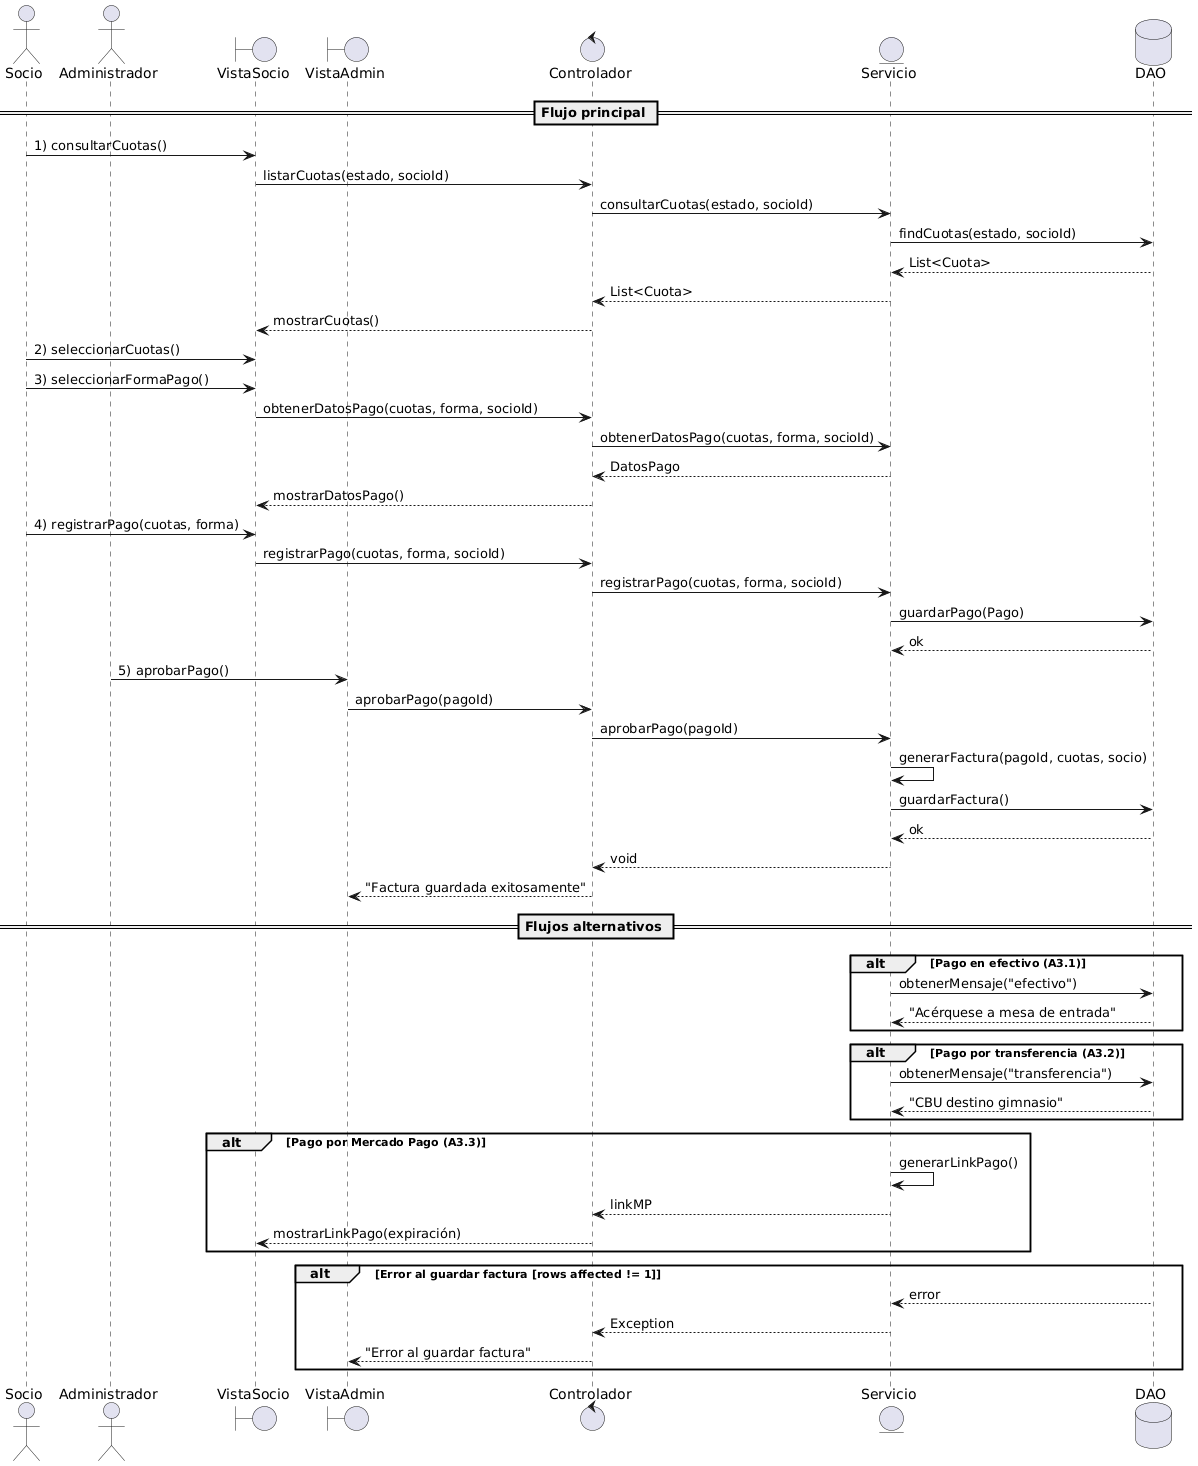 Socio Administrador VistaSocio VistaAdmin Controlador Servicio DAO
Flujo principal
1) consultarCuotas()
listarCuotas(estado, socioId)
consultarCuotas(estado, socioId)
findCuotas(estado, socioId)
List<Cuota>
List<Cuota>
mostrarCuotas()
2) seleccionarCuotas()
3) seleccionarFormaPago()
obtenerDatosPago(cuotas, forma, socioId)
obtenerDatosPago(cuotas, forma, socioId)
DatosPago
mostrarDatosPago()
4) registrarPago(cuotas, forma)
registrarPago(cuotas, forma, socioId)
registrarPago(cuotas, forma, socioId)
guardarPago(Pago)
ok
5) aprobarPago()
aprobarPago(pagoId)
aprobarPago(pagoId)
generarFactura(pagoId, cuotas, socio)
guardarFactura()
ok
void
"Factura guardada exitosamente"
Flujos alternativos
alt [Pago en efectivo (A3.1)]
obtenerMensaje("efectivo")
"Acérquese a mesa de entrada"
alt [Pago por transferencia (A3.2)]
obtenerMensaje("transferencia")
"CBU destino gimnasio"
alt [Pago por Mercado Pago (A3.3)]
generarLinkPago()
linkMP
mostrarLinkPago(expiración)
alt [Error al guardar factura [rows affected != 1]]
error
Exception
"Error al guardar factura"
Socio Administrador VistaSocio VistaAdmin Controlador Servicio DAO